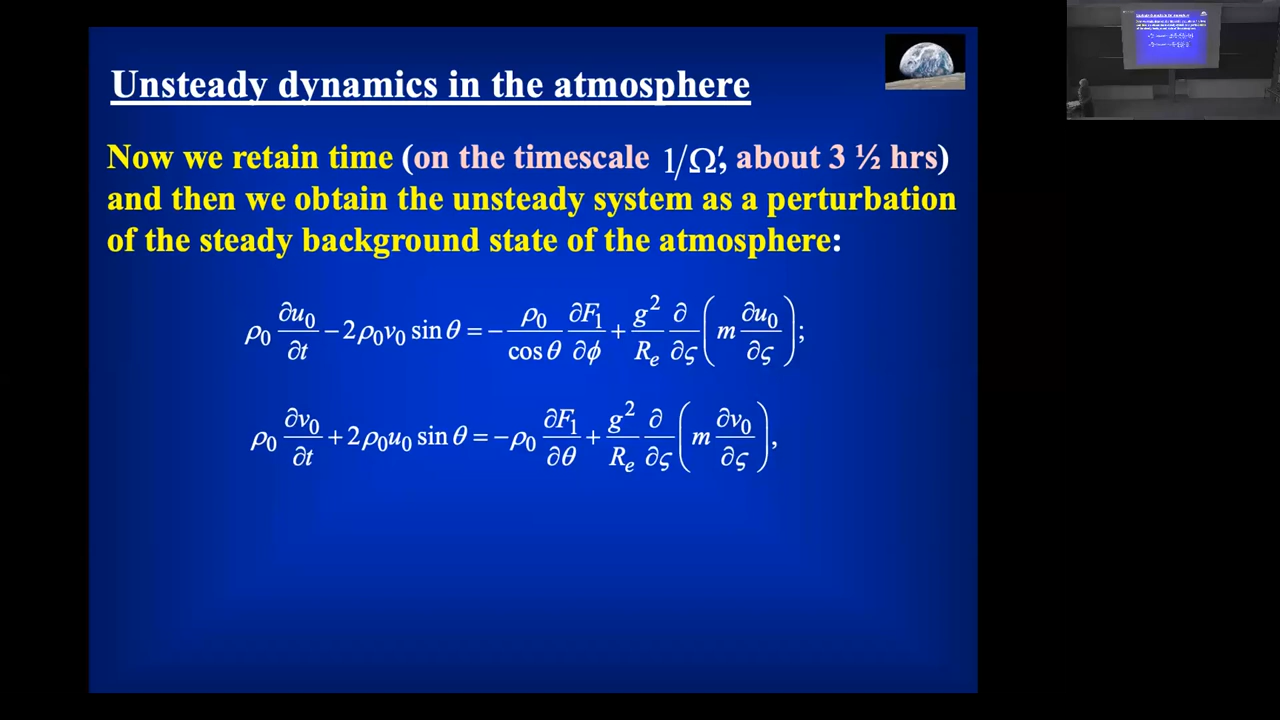 Unsteady dynamics in the atmosphere
Now we retain time (on the timescale 1/Ω′, about 3 ½ hrs)
and then we obtain the unsteady system as a perturbation
of the steady background state of the atmosphere:
ρ₀ ∂u₀/∂t − 2ρ₀v₀ sin θ = − ρ₀/cos θ ∂F₁/∂ϕ + g²/Rₑ ∂/∂ς (m ∂u₀/∂ς);
ρ₀ ∂v₀/∂t + 2ρ₀u₀ sin θ = −ρ₀ ∂F₁/∂θ + g²/Rₑ ∂/∂ς (m ∂v₀/∂ς),